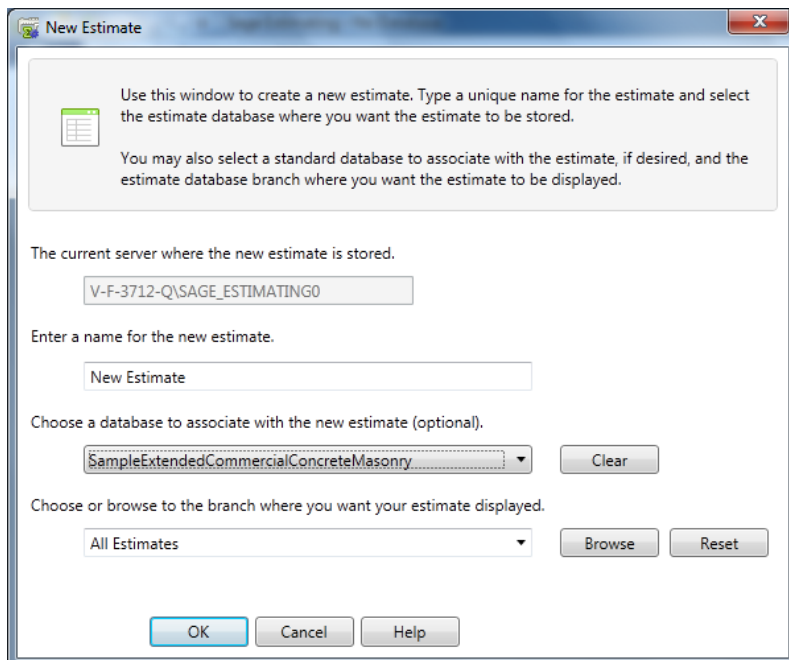 New Estimate
Use this window to create a new estimate. Type a unique name for the estimate and select
the estimate database where you want the estimate to be stored.
You may also select a standard database to associate with the estimate, if desired, and the
estimate database branch where you want the estimate to be displayed.
The current server where the new estimate is stored.
V-F-3712-Q\SAGE_ESTIMATING0
Enter a name for the new estimate.
New Estimate
Choose a database to associate with the new estimate (optional).
SampleExtendedCommercialConcreteMasonry
Clear
Choose or browse to the branch where you want your estimate displayed.
All Estimates
Browse
Reset
OK
Cancel
Help